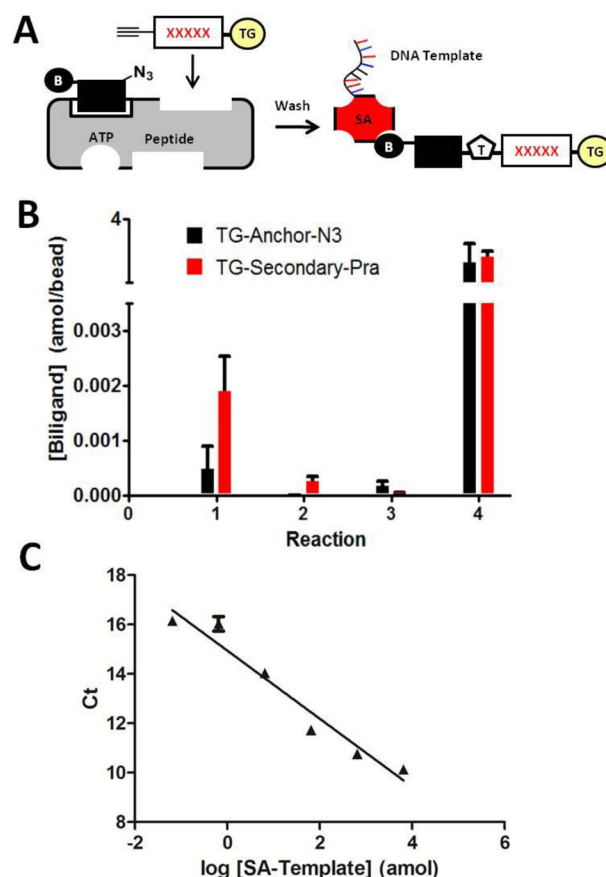 A
XXXXX
TG
B
N3
ATP
Peptide
Wash
DNA Template
SA
B
T
XXXXX
TG
B
4
TG-Anchor-N3
TG-Secondary-Pra
0.003
0.002
0.001
0.000
0 1 2 3 4
[Biligand] (amol/bead)
Reaction
C
18
16
14
12
10
8
-2 0 2 4 6
Ct
log [SA-Template] (amol)